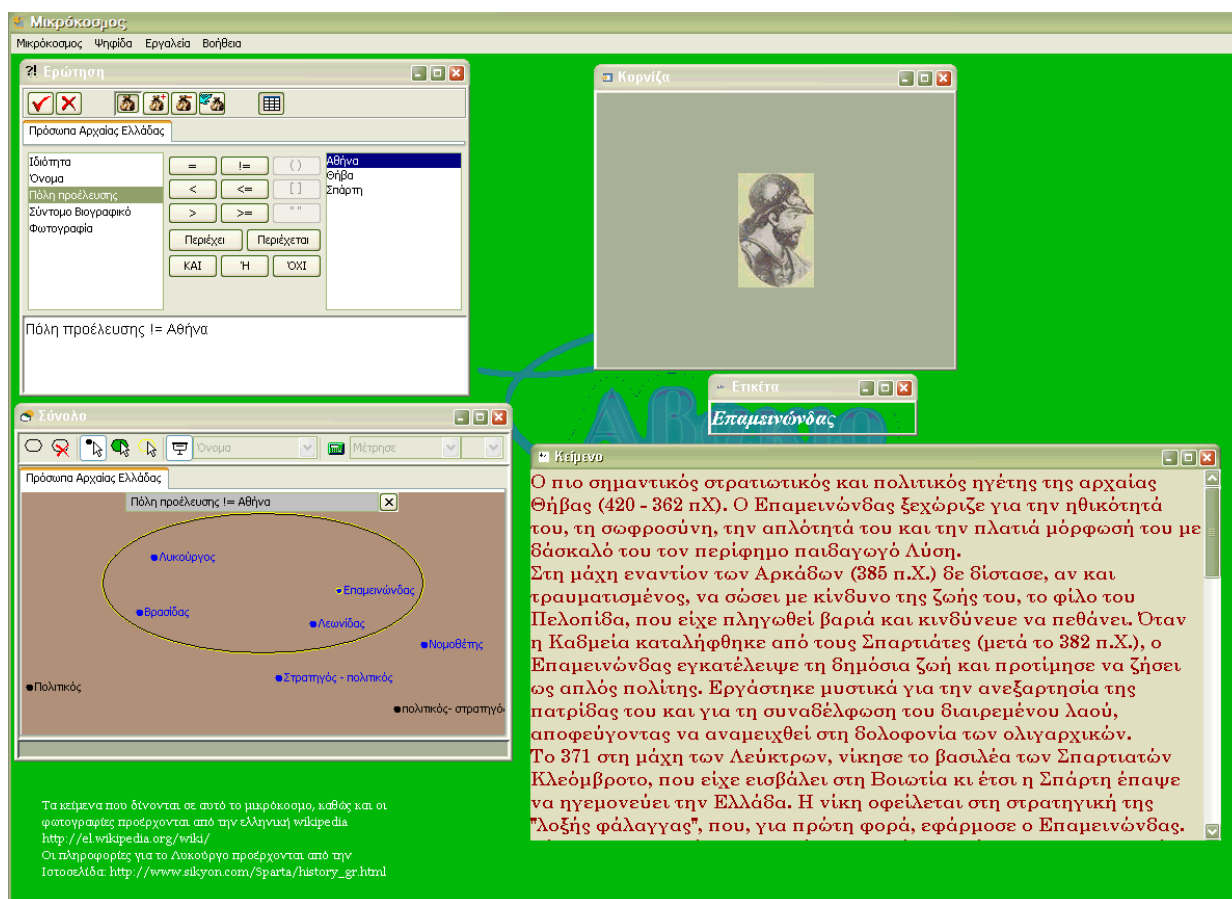 Μικρόκοσμος
Μικρόκοσμος Ψηφίδα Εργαλεία Βοήθεια
?! Ερώτηση
Πρόσωπα Αρχαίας Ελλάδας
Ιδιότητα
Όνομα
Πόλη προέλευσης
Σύντομο Βιογραφικό
Φωτογραφία
= != ( )
< <= [ ]
> >= " "
Περιέχει Περιέχεται
ΚΑΙ Ή ΌΧΙ
Αθήνα
Θήβα
Σπάρτη
Πόλη προέλευσης != Αθήνα
Κορνίζα
Αβάκιο
Ετικέτα
Επαμεινώνδας
Σύνολο
Όνομα Μέτρησε
Πρόσωπα Αρχαίας Ελλάδας
Πόλη προέλευσης != Αθήνα
Λυκούργος
Επαμεινώνδας
Βρασίδας
Λεωνίδας
Νομοθέτης
Στρατηγός - πολιτικός
Πολιτικός
πολιτικός- στρατηγό
Κείμενο
Ο πιο σημαντικός στρατιωτικός και πολιτικός ηγέτης της αρχαίας
Θήβας (420 - 362 πΧ). Ο Επαμεινώνδας ξεχώριζε για την ηθικότητά
του, τη σωφροσύνη, την απλότητά του και την πλατιά μόρφωσή του με
δάσκαλό του τον περίφημο παιδαγωγό Λύση.
Στη μάχη εναντίον των Αρκάδων (385 π.Χ.) δε δίστασε, αν και
τραυματισμένος, να σώσει με κίνδυνο της ζωής του, το φίλο του
Πελοπίδα, που είχε πληγωθεί βαριά και κινδύνευε να πεθάνει. Όταν
η Καδμεία καταλήφθηκε από τους Σπαρτιάτες (μετά το 382 π.Χ.), ο
Επαμεινώνδας εγκατέλειψε τη δημόσια ζωή και προτίμησε να ζήσει
ως απλός πολίτης. Εργάστηκε μυστικά για την ανεξαρτησία της
πατρίδας του και για τη συναδέλφωση του διαιρεμένου λαού,
αποφεύγοντας να αναμειχθεί στη δολοφονία των ολιγαρχικών.
Το 371 στη μάχη των Λεύκτρων, νίκησε το βασιλέα των Σπαρτιατών
Κλεόμβροτο, που είχε εισβάλει στη Βοιωτία κι έτσι η Σπάρτη έπαψε
να ηγεμονεύει την Ελλάδα. Η νίκη οφείλεται στη στρατηγική της
"λοξής φάλαγγας", που, για πρώτη φορά, εφάρμοσε ο Επαμεινώνδας.
Τα κείμενα που δίνονται σε αυτό το μικρόκοσμο, καθώς και οι
φωτογραφίες προέρχονται από την ελληνική wikipedia
http://el.wikipedia.org/wiki/
Οι πληροφορίες για το Λυκούργο προέρχονται από την
Ιστοσελίδα: http://www.sikyon.com/Sparta/history_gr.html